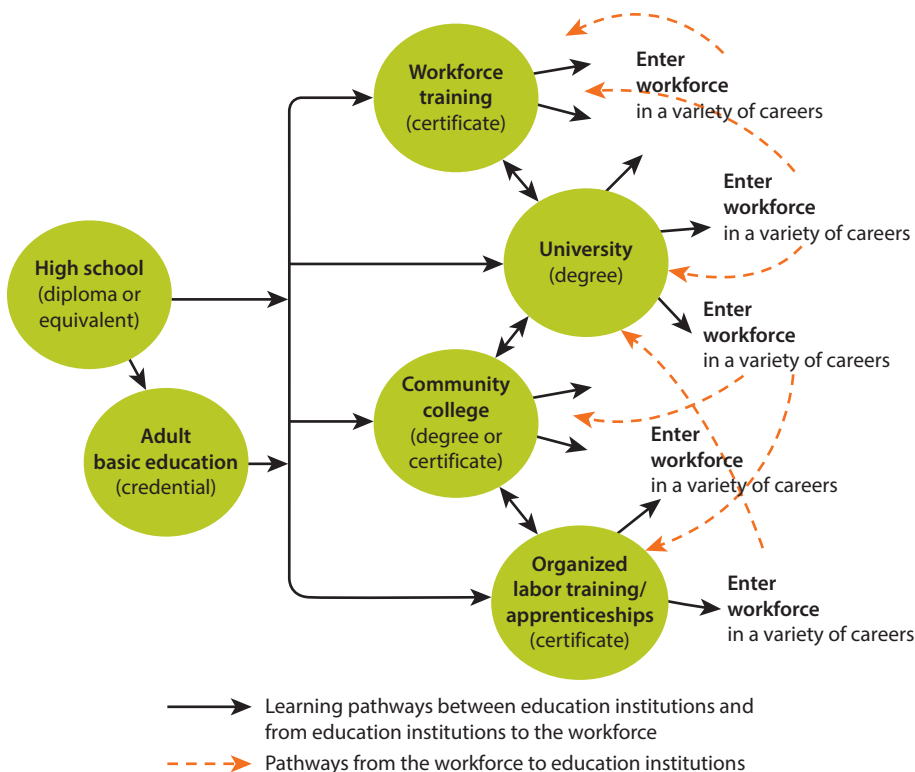 Workforce
training
(certificate)
Enter
workforce
in a variety of careers
Enter
workforce
in a variety of careers
University
(degree)
High school
(diploma or
equivalent)
Enter
workforce
in a variety of careers
Community
college
(degree or
certificate)
Adult
basic education
(credential)
Enter
workforce
in a variety of careers
Organized
labor training/
apprenticeships
(certificate)
Enter
workforce
in a variety of careers
Learning pathways between education institutions and
from education institutions to the workforce
Pathways from the workforce to education institutions